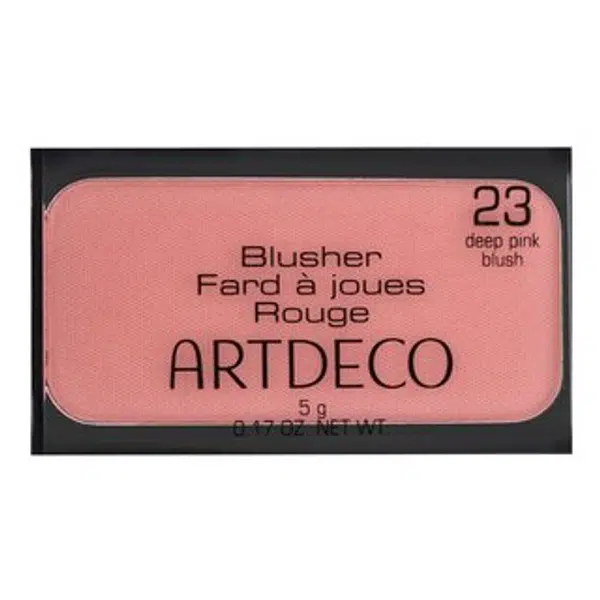 23
deep pink
blush
Blusher
Fard à joues
Rouge
ARTDECO
5 g
0.17 OZ. NET WT.